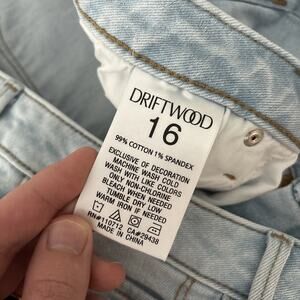 DRIFTWOOD
16
99% COTTON 1% SPANDEX
EXCLUSIVE OF DECORATION
MACHINE WASH COLD
WASH WITH LIKE COLORS
ONLY NON-CHLORINE
BLEACH WHEN NEEDED
TUMBLE DRY LOW
WARM IRON IF NEEDED
RN#110712 CA#29438
MADE IN CHINA